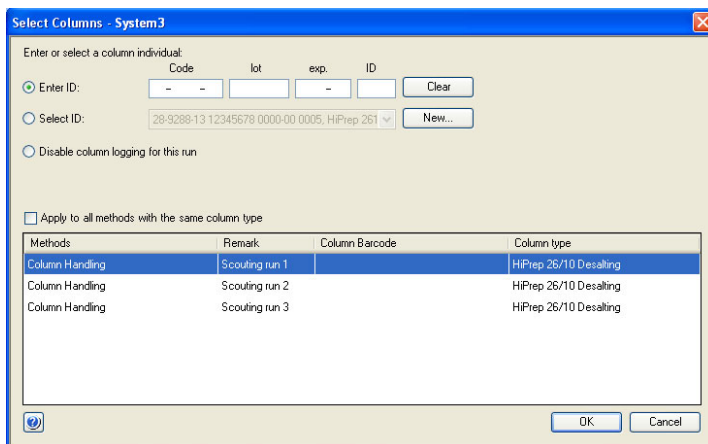 Select Columns - System3
Enter or select a column individual:
Code lot exp. ID
Enter ID: - - - Clear
Select ID: 28-9288-13 12345678 0000-00 0005, HiPrep 261 New...
Disable column logging for this run
Apply to all methods with the same column type
Methods Remark Column Barcode Column type
Column Handling Scouting run 1 HiPrep 26/10 Desalting
Column Handling Scouting run 2 HiPrep 26/10 Desalting
Column Handling Scouting run 3 HiPrep 26/10 Desalting
? OK Cancel